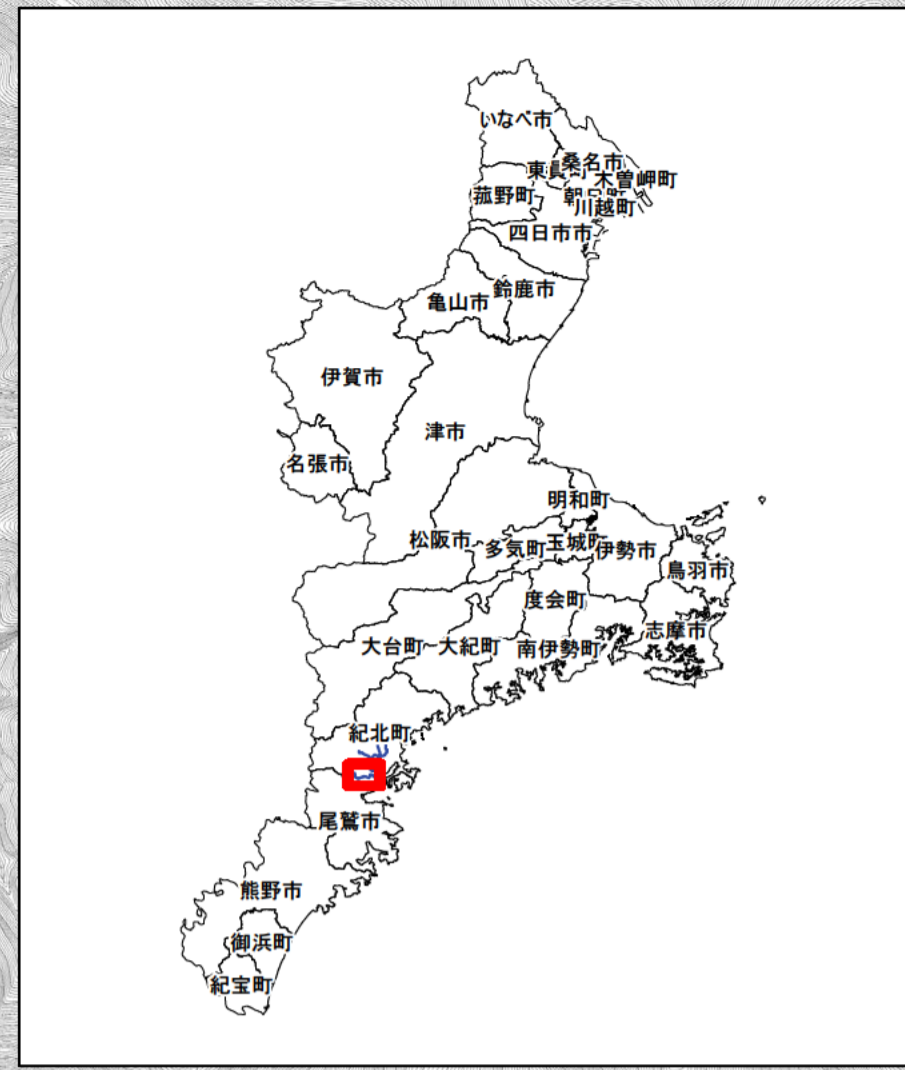 いなべ市
桑名市
東員町
木曽岬町
菰野町
朝日町
川越町
四日市市
鈴鹿市
亀山市
伊賀市
津市
名張市
明和町
松阪市
多気町
玉城町
伊勢市
鳥羽市
度会町
志摩市
大台町
大紀町
南伊勢町
紀北町
尾鷲市
熊野市
御浜町
紀宝町